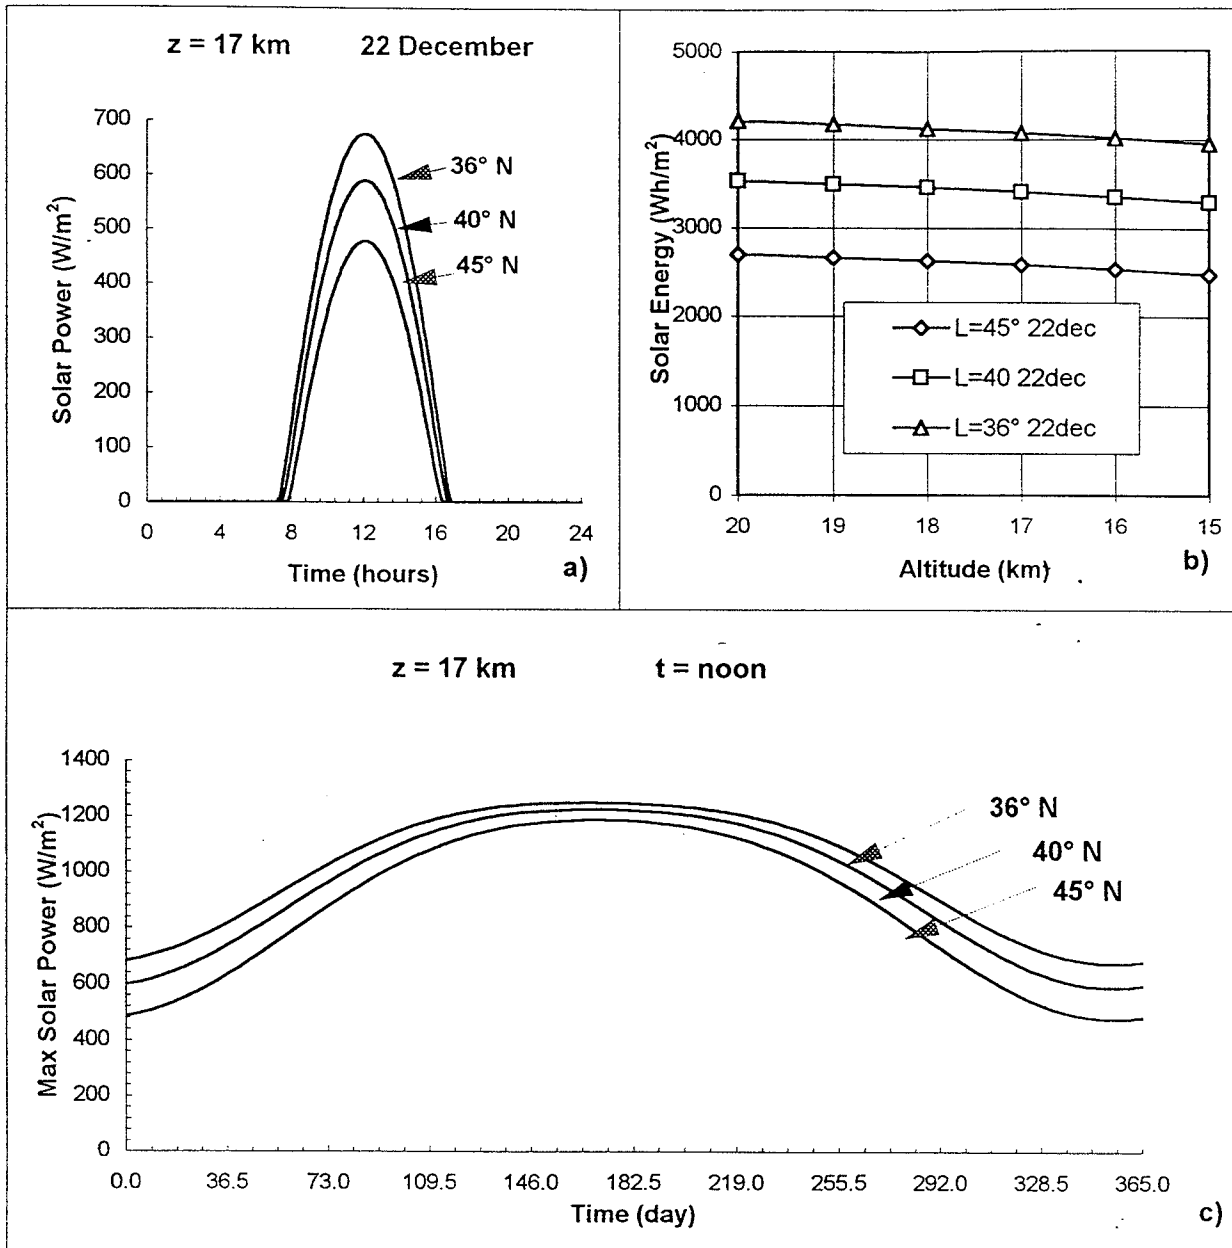 z = 17 km 22 December
700
600
500
400
300
200
100
0
Solar Power (W/m²)
36° N
40° N
45° N
0 4 8 12 16 20 24
Time (hours)
a)
5000
4000
3000
2000
1000
0
Solar Energy (Wh/m²)
L=45° 22dec
L=40 22dec
L=36° 22dec
20 19 18 17 16 15
Altitude (km)
b)
z = 17 km t = noon
1400
1200
1000
800
600
400
200
0
Max Solar Power (W/m²)
36° N
40° N
45° N
0.0 36.5 73.0 109.5 146.0 182.5 219.0 255.5 292.0 328.5 365.0
Time (day)
c)